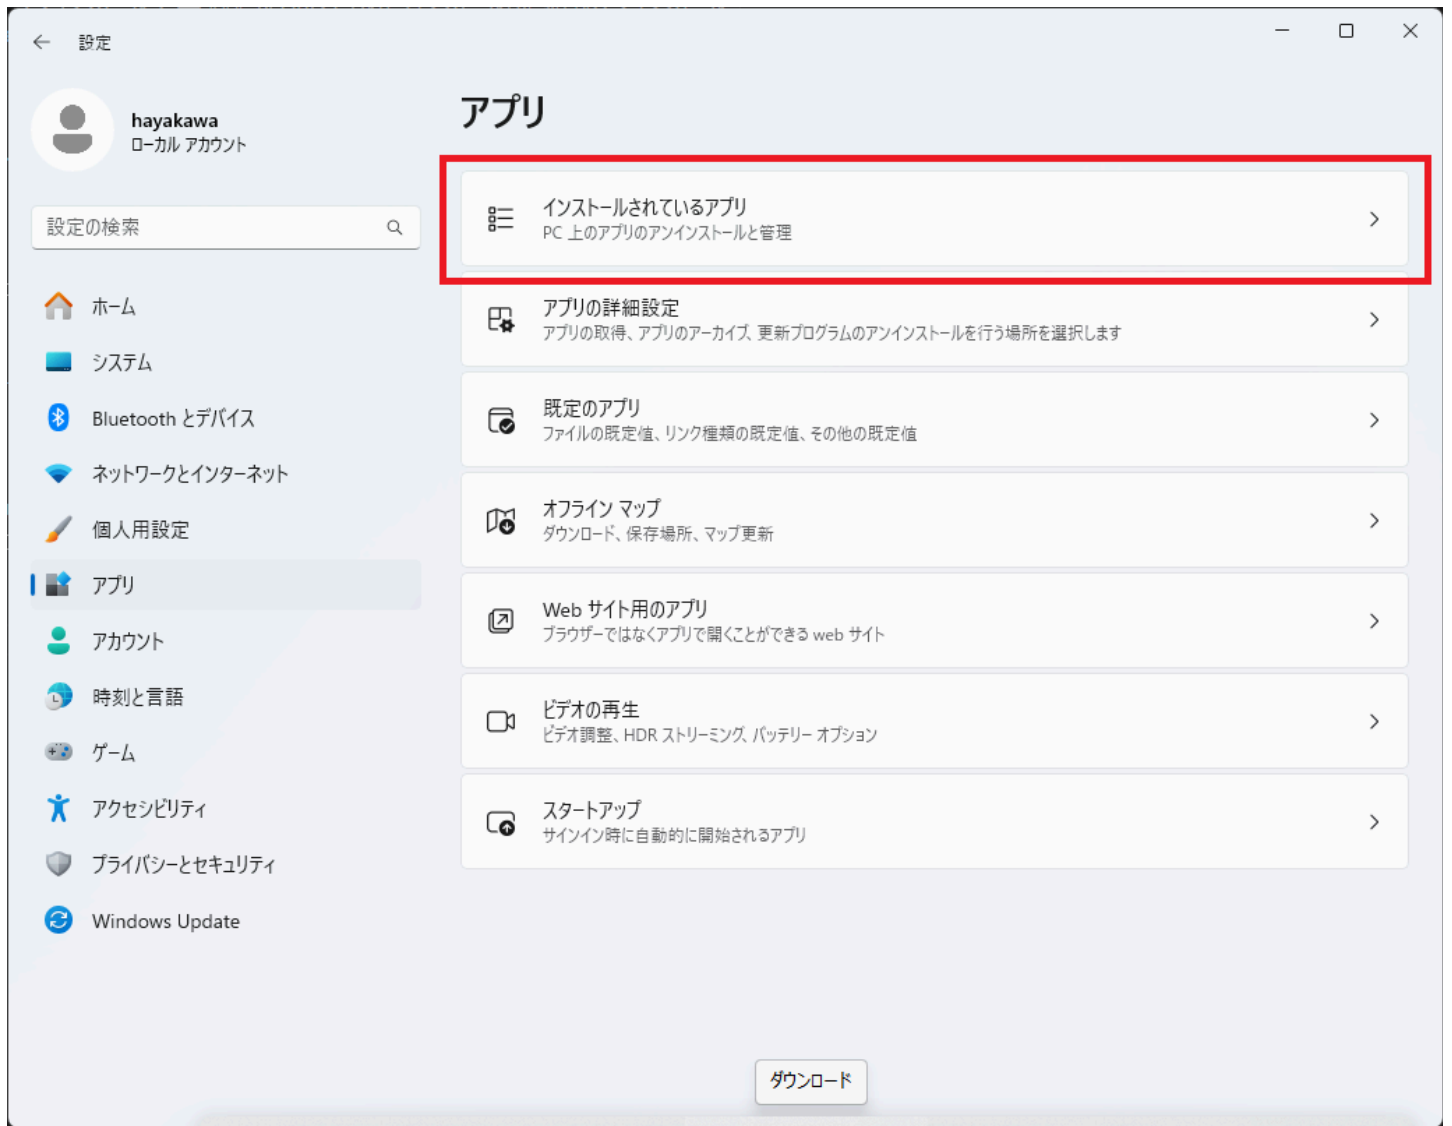 設定
hayakawa
ローカル アカウント
設定の検索
ホーム
システム
Bluetooth とデバイス
ネットワークとインターネット
個人用設定
アプリ
アカウント
時刻と言語
ゲーム
アクセシビリティ
プライバシーとセキュリティ
Windows Update
アプリ
インストールされているアプリ
PC 上のアプリのアンインストールと管理
アプリの詳細設定
アプリの取得、アプリのアーカイブ、更新プログラムのアンインストールを行う場所を選択します
既定のアプリ
ファイルの既定値、リンク種類の既定値、その他の既定値
オフライン マップ
ダウンロード、保存場所、マップ更新
Web サイト用のアプリ
ブラウザーではなくアプリで開くことができる web サイト
ビデオの再生
ビデオ調整、HDR ストリーミング、バッテリー オプション
スタートアップ
サインイン時に自動的に開始されるアプリ
ダウンロード